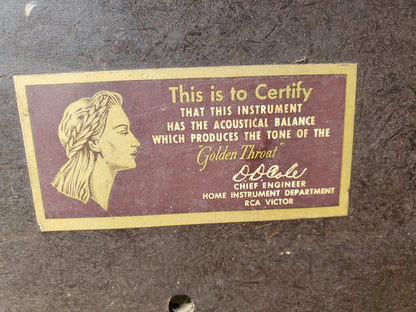 This is to Certify
THAT THIS INSTRUMENT
HAS THE ACOUSTICAL BALANCE
WHICH PRODUCES THE TONE OF THE
"Golden Throat"
D D Cole
CHIEF ENGINEER
HOME INSTRUMENT DEPARTMENT
RCA VICTOR